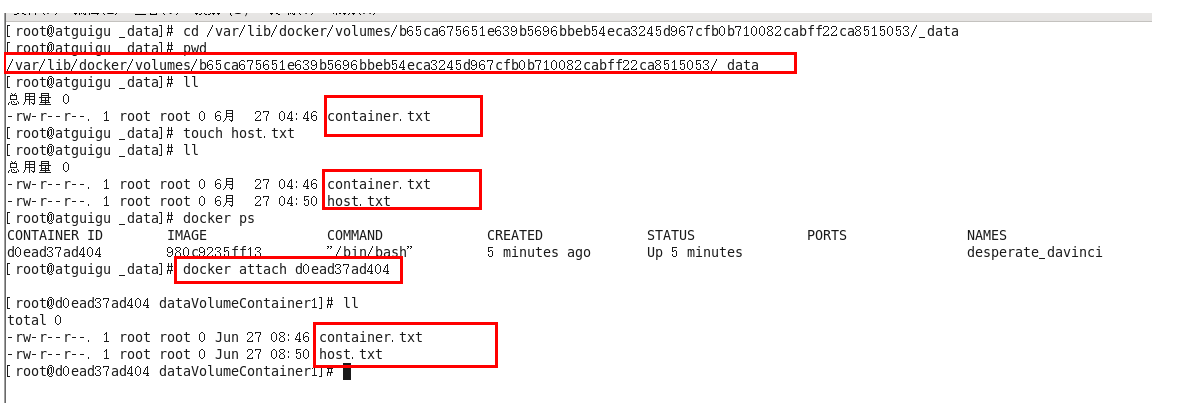 [root@atguigu _data]# cd /var/lib/docker/volumes/b65ca675651e639b5696bbeb54eca3245d967cfb0b710082cabff22ca8515053/_data
[root@atguigu _data]# pwd
/var/lib/docker/volumes/b65ca675651e639b5696bbeb54eca3245d967cfb0b710082cabff22ca8515053/_data
[root@atguigu _data]# ll
总用量 0
-rw-r--r--. 1 root root 0 6月 27 04:46 container.txt
[root@atguigu _data]# touch host.txt
[root@atguigu _data]# ll
总用量 0
-rw-r--r--. 1 root root 0 6月 27 04:46 container.txt
-rw-r--r--. 1 root root 0 6月 27 04:50 host.txt
[root@atguigu _data]# docker ps
CONTAINER ID IMAGE COMMAND CREATED STATUS PORTS NAMES
d0ead37ad404 980c9235ff13 "/bin/bash" 5 minutes ago Up 5 minutes desperate_davinci
[root@atguigu _data]# docker attach d0ead37ad404
[root@d0ead37ad404 dataVolumeContainer1]# ll
total 0
-rw-r--r--. 1 root root 0 Jun 27 08:46 container.txt
-rw-r--r--. 1 root root 0 Jun 27 08:50 host.txt
[root@d0ead37ad404 dataVolumeContainer1]#